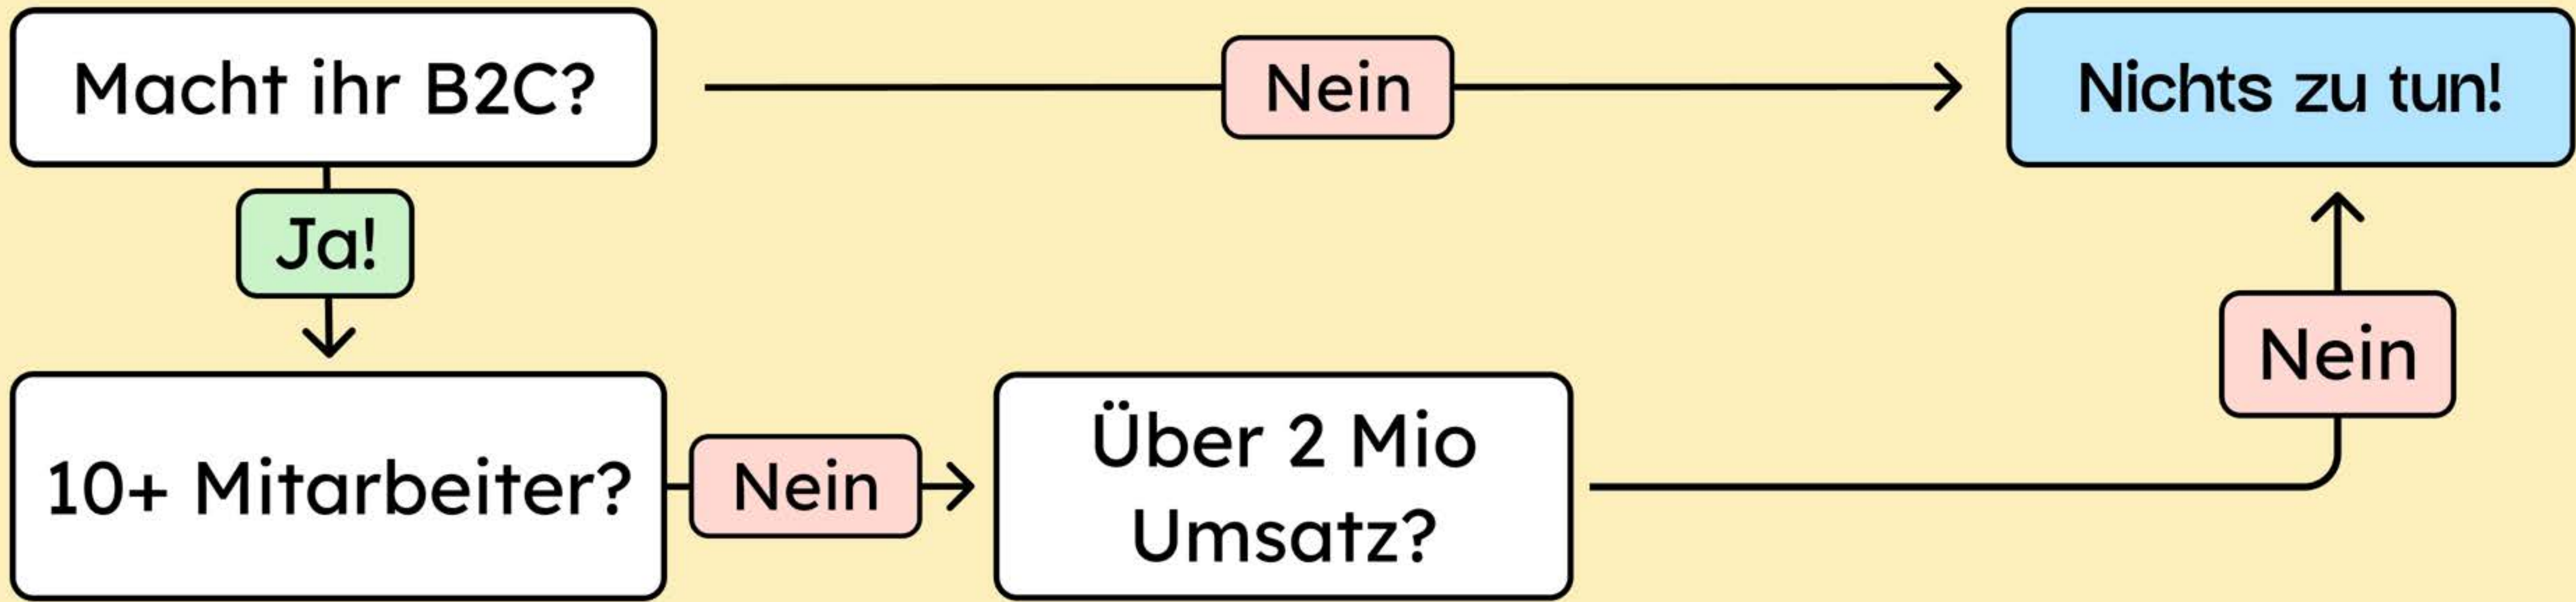 Macht ihr B2C?
Nein
Nichts zu tun!
Ja!
10+ Mitarbeiter?
Nein
Über 2 Mio
Umsatz?
Nein